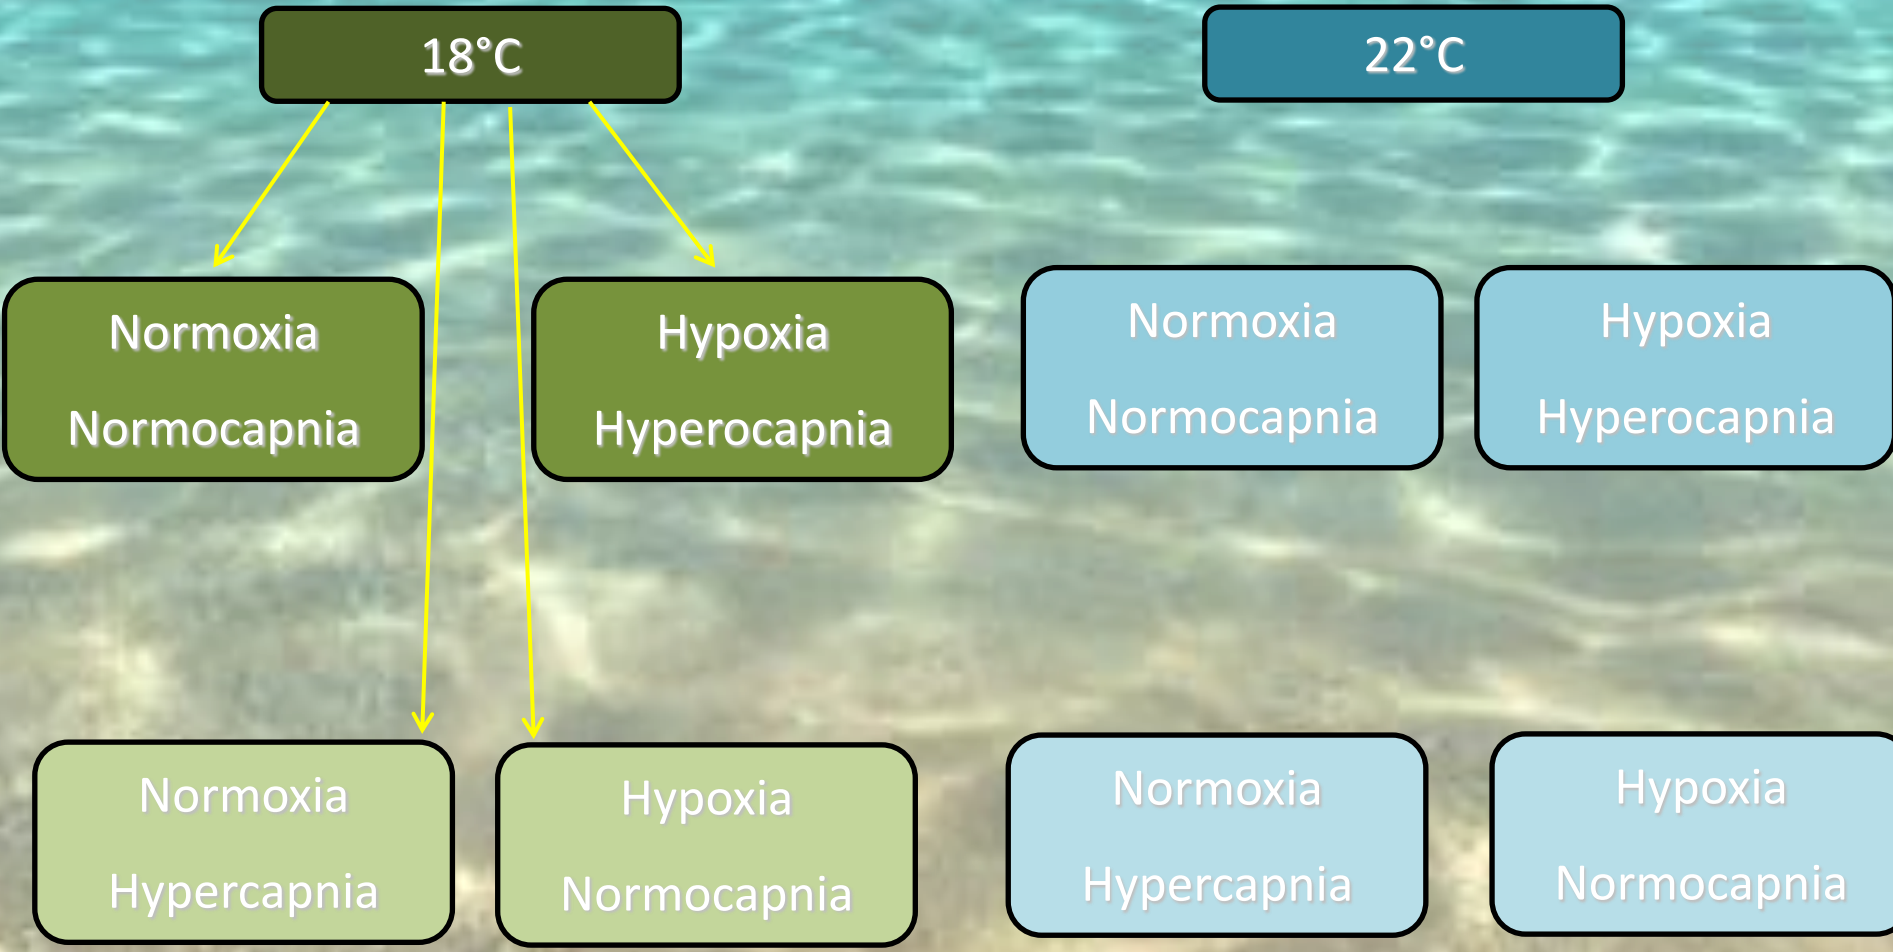 18°C
22°C
Normoxia
Normocapnia
Hypoxia
Hyperocapnia
Normoxia
Normocapnia
Hypoxia
Hyperocapnia
Normoxia
Hypercapnia
Hypoxia
Normocapnia
Normoxia
Hypercapnia
Hypoxia
Normocapnia